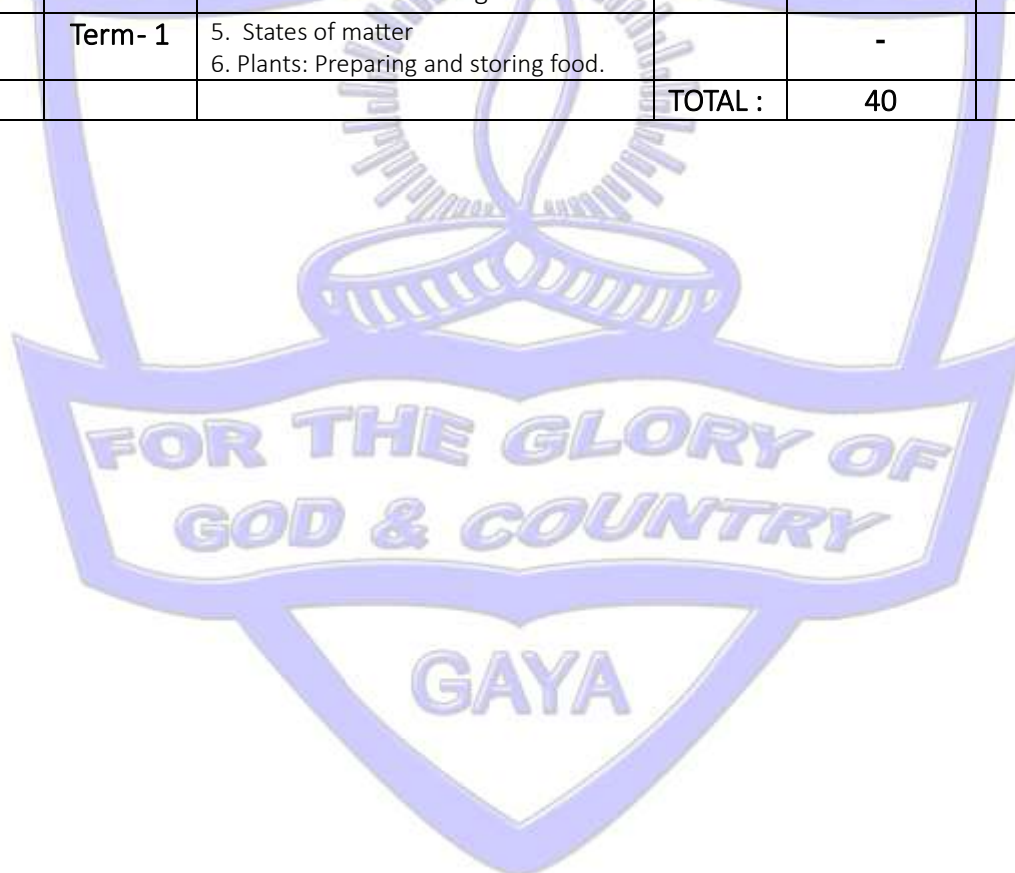 Term- 1
5. States of matter
-
6. Plants: Preparing and storing food.
TOTAL : 40
FOR THE GLORY OF
GOD & COUNTRY
GAYA